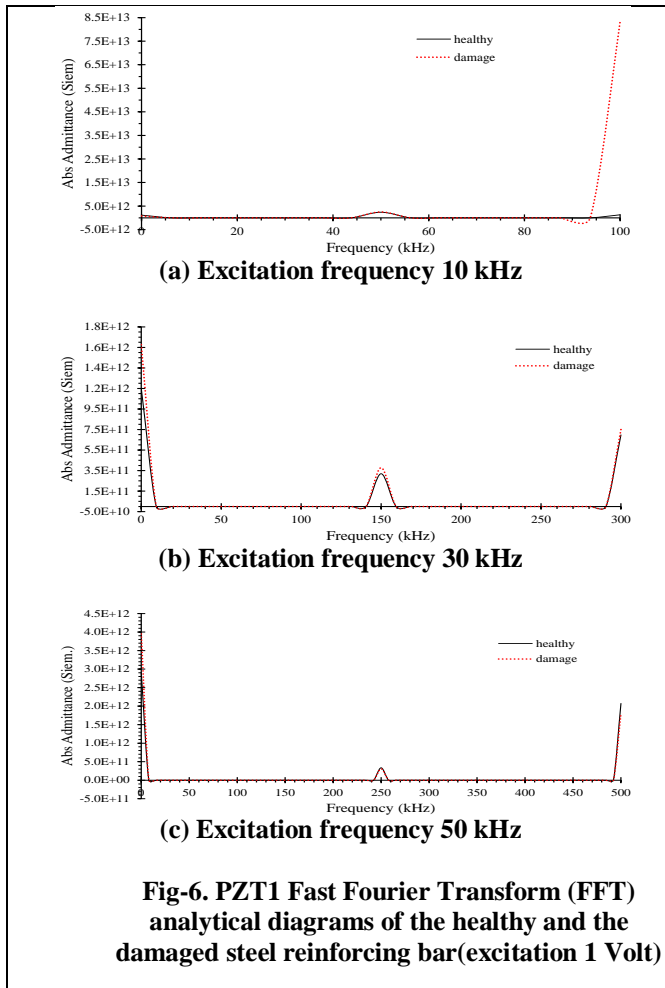 8.5E+13
7.5E+13
6.5E+13
5.5E+13
4.5E+13
3.5E+13
2.5E+13
1.5E+13
5.0E+12
-5.0E+12
Abs Admittance (Siem)
healthy
damage
0 20 40 60 80 100
Frequency (kHz)
(a) Excitation frequency 10 kHz
1.8E+12
1.6E+12
1.4E+12
1.2E+12
9.5E+11
7.5E+11
5.5E+11
3.5E+11
1.5E+11
-5.0E+10
Abs Admittance (Siem)
healthy
damage
0 50 100 150 200 250 300
Frequency (kHz)
(b) Excitation frequency 30 kHz
4.5E+12
4.0E+12
3.5E+12
3.0E+12
2.5E+12
2.0E+12
1.5E+12
1.0E+12
5.0E+11
0.0E+00
-5.0E+11
Abs Admittance (Siem.)
healthy
damage
0 50 100 150 200 250 300 350 400 450 500
Frequency (kHz)
(c) Excitation frequency 50 kHz
Fig-6. PZT1 Fast Fourier Transform (FFT)
analytical diagrams of the healthy and the
damaged steel reinforcing bar(excitation 1 Volt)